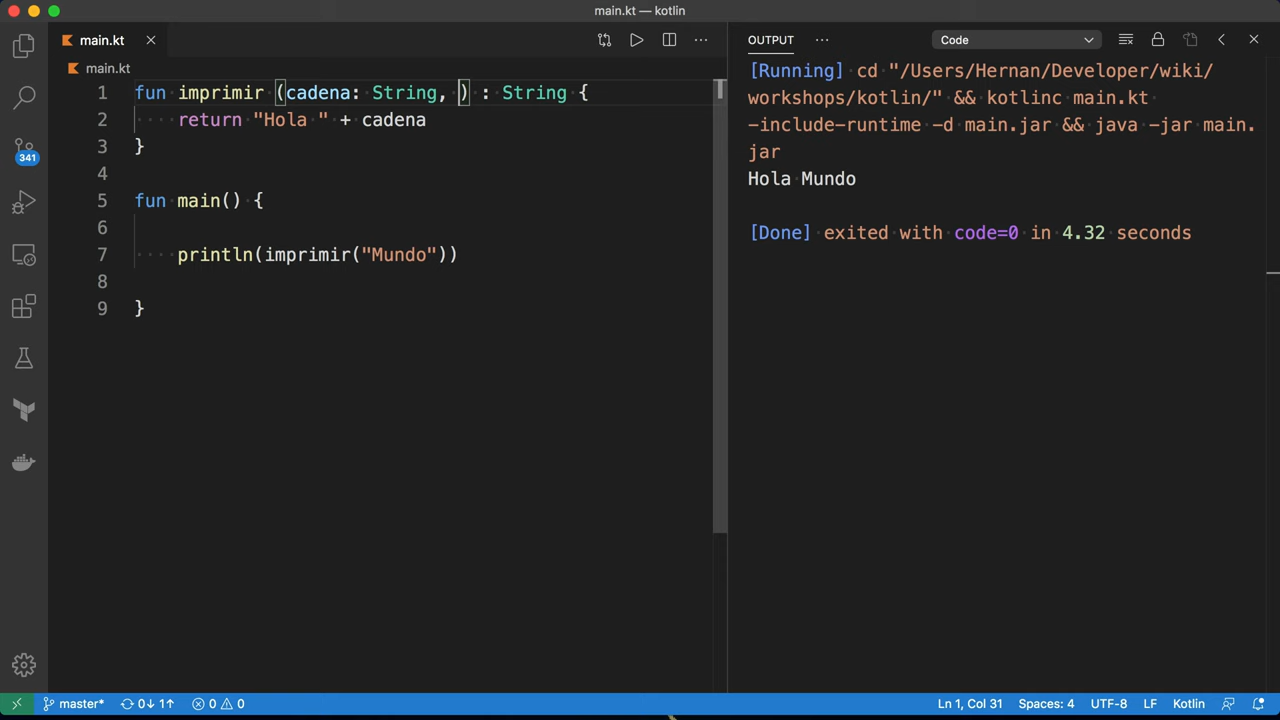 main.kt — kotlin
main.kt
OUTPUT
Code
main.kt
1 fun imprimir (cadena: String, ) : String {
2 return "Hola " + cadena
3 }
4
5 fun main() {
6
7 println(imprimir("Mundo"))
8
9 }
[Running] cd "/Users/Hernan/Developer/wiki/
workshops/kotlin/" && kotlinc main.kt
-include-runtime -d main.jar && java -jar main.
jar
Hola Mundo
[Done] exited with code=0 in 4.32 seconds
341
master* 0↓ 1↑ 0 0 Ln 1, Col 31 Spaces: 4 UTF-8 LF Kotlin